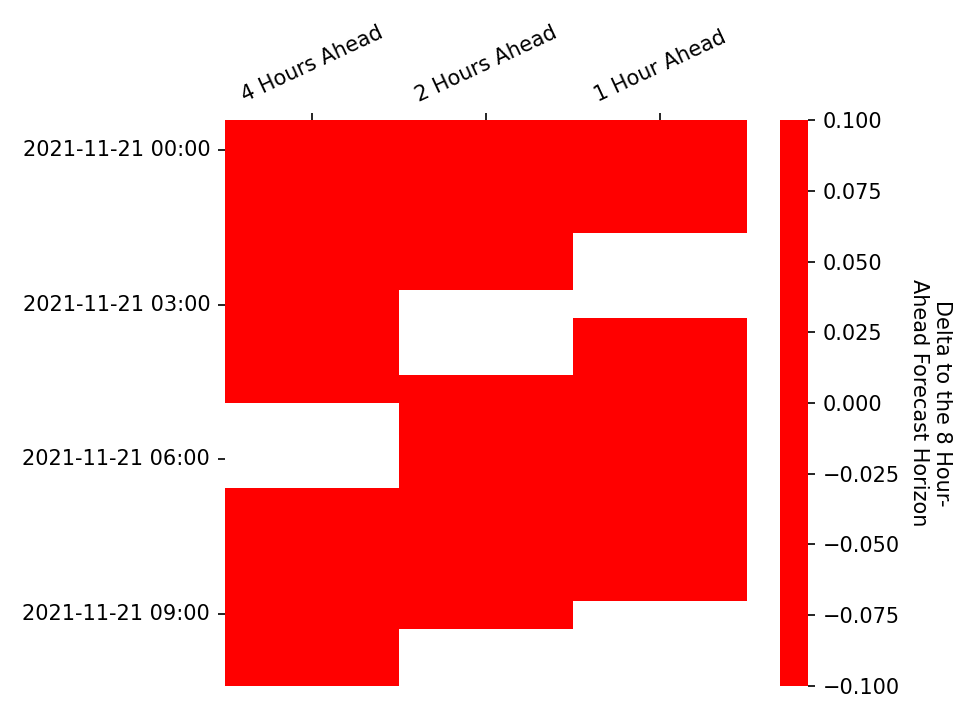 4 Hours Ahead
2 Hours Ahead
1 Hour Ahead
2021-11-21 00:00
2021-11-21 03:00
2021-11-21 06:00
2021-11-21 09:00
0.100
0.075
0.050
0.025
0.000
−0.025
−0.050
−0.075
−0.100
Delta to the 8 Hour-
Ahead Forecast Horizon